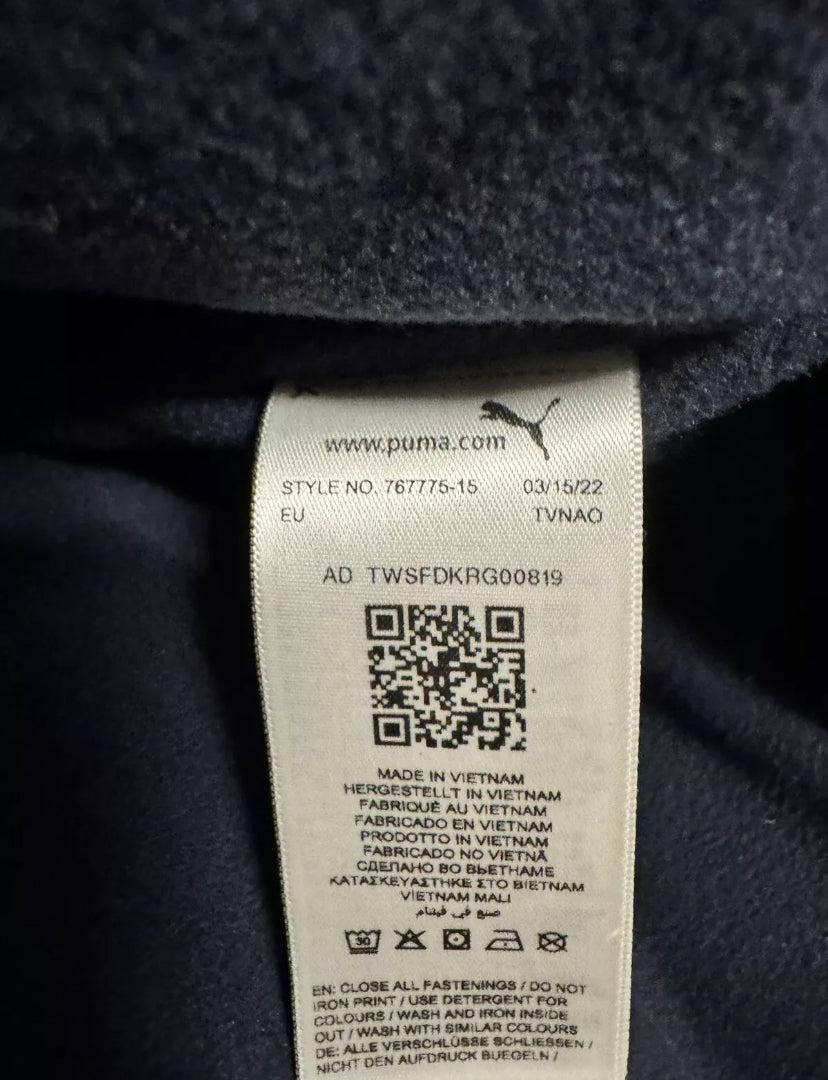 www.puma.com
STYLE NO. 767775-15 03/15/22
EU TVNAO
AD TWSFDKRG00819
MADE IN VIETNAM
HERGESTELLT IN VIETNAM
FABRIQUÉ AU VIETNAM
FABRICADO EN VIETNAM
PRODOTTO IN VIETNAM
FABRICADO NO VIETNÃ
СДЕЛАНО ВО ВЬЕТНАМЕ
ΚΑΤΑΣΚΕΥΑΣΤΗΚΕ ΣΤΟ ΒΙΕΤΝΑΜ
VIETNAM MALI
صنع في فيتنام
30
EN: CLOSE ALL FASTENINGS / DO NOT
IRON PRINT / USE DETERGENT FOR
COLOURS / WASH AND IRON INSIDE
OUT / WASH WITH SIMILAR COLOURS
DE: ALLE VERSCHLÜSSE SCHLIESSEN /
NICHT DEN AUFDRUCK BUEGELN /